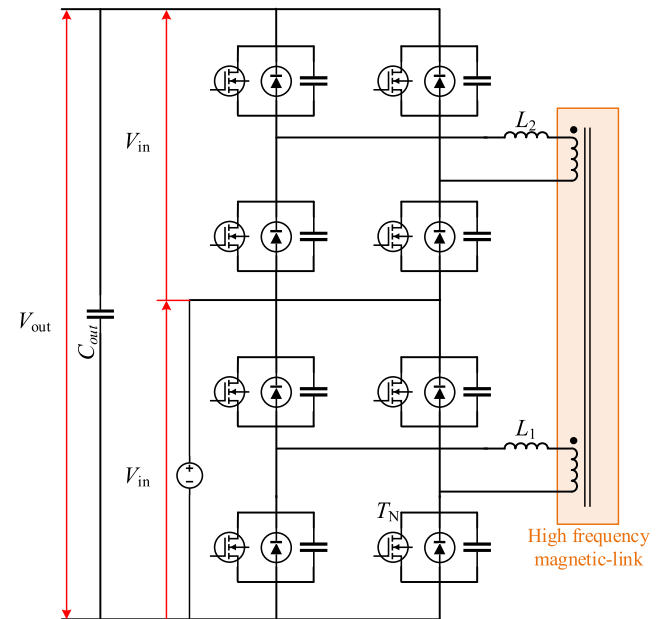 L2
Vin
Vout
Cout
L1
Vin
TN
High frequency
magnetic-link